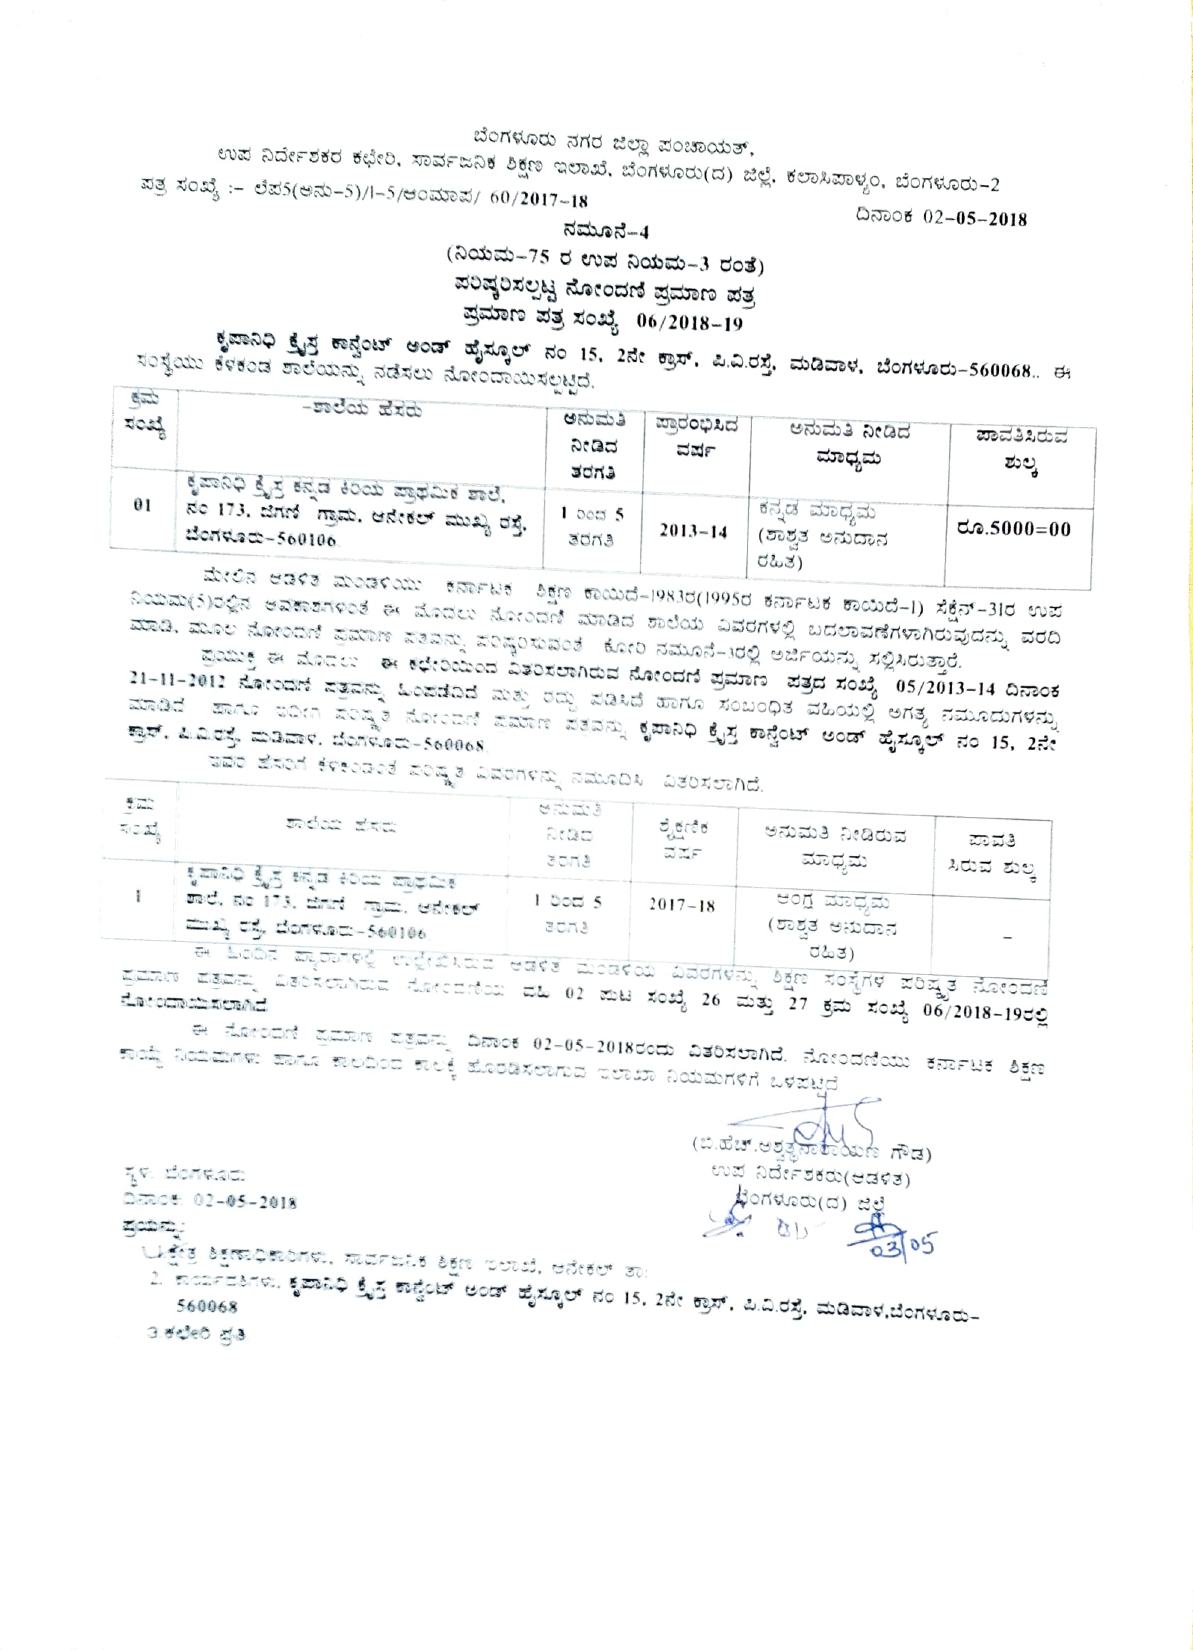 ಬೆಂಗಳೂರು ನಗರ ಜಿಲ್ಲಾ ಪಂಚಾಯತ್,
ಉಪ ನಿರ್ದೇಶಕರ ಕಛೇರಿ, ಸಾರ್ವಜನಿಕ ಶಿಕ್ಷಣ ಇಲಾಖೆ, ಬೆಂಗಳೂರು(ದ) ಜಿಲ್ಲೆ, ಕಲಾಸಿಪಾಳ್ಯಂ, ಬೆಂಗಳೂರು-2
ಪತ್ರ ಸಂಖ್ಯೆ :- ಲೆಪ5(ಅನು-5)/I-5/ಆಂಮಾಪ/ 60/2017-18
ದಿನಾಂಕ 02-05-2018
ನಮೂನೆ-4
(ನಿಯಮ-75 ರ ಉಪ ನಿಯಮ-3 ರಂತೆ)
ಪರಿಷ್ಕರಿಸಲ್ಪಟ್ಟ ನೋಂದಣಿ ಪ್ರಮಾಣ ಪತ್ರ
ಪ್ರಮಾಣ ಪತ್ರ ಸಂಖ್ಯೆ 06/2018-19
ಕೃಪಾನಿಧಿ ಕ್ರೈಸ್ತ ಕಾನ್ವೆಂಟ್ ಅಂಡ್ ಹೈಸ್ಕೂಲ್ ನಂ 15, 2ನೇ ಕ್ರಾಸ್, ಪಿ.ವಿ.ರಸ್ತೆ, ಮಡಿವಾಳ, ಬೆಂಗಳೂರು-560068.. ಈ
ಸಂಸ್ಥೆಯು ಕೆಳಕಂಡ ಶಾಲೆಯನ್ನು ನಡೆಸಲು ನೋಂದಾಯಿಸಲ್ಪಟ್ಟಿದೆ.
ಕ್ರಮ ಸಂಖ್ಯೆ
-ಶಾಲೆಯ ಹೆಸರು
ಅನುಮತಿ ನೀಡಿದ ತರಗತಿ
ಪ್ರಾರಂಭಿಸಿದ ವರ್ಷ
ಅನುಮತಿ ನೀಡಿದ ಮಾಧ್ಯಮ
ಪಾವತಿಸಿರುವ ಶುಲ್ಕ
01
ಕೃಪಾನಿಧಿ ಕ್ರೈಸ್ತ ಕನ್ನಡ ಕಿರಿಯ ಪ್ರಾಥಮಿಕ ಶಾಲೆ,
ನಂ 173, ಜಿಗಣಿ ಗ್ರಾಮ, ಆನೇಕಲ್ ಮುಖ್ಯ ರಸ್ತೆ,
ಬೆಂಗಳೂರು-560106
1 ರಿಂದ 5 ತರಗತಿ
2013-14
ಕನ್ನಡ ಮಾಧ್ಯಮ
(ಶಾಶ್ವತ ಅನುದಾನ
ರಹಿತ)
ರೂ.5000=00
ಮೇಲಿನ ಆಡಳಿತ ಮಂಡಳಿಯು ಕರ್ನಾಟಕ ಶಿಕ್ಷಣ ಕಾಯಿದೆ-1983ರ(1995ರ ಕರ್ನಾಟಕ ಕಾಯಿದೆ-1) ಸೆಕ್ಷೆನ್-31ರ ಉಪ
ನಿಯಮ(5)ರಲ್ಲಿನ ಅವಕಾಶಗಳಂತೆ ಈ ಮೊದಲು ನೋಂದಣಿ ಮಾಡಿದ ಶಾಲೆಯ ವಿವರಗಳಲ್ಲಿ ಬದಲಾವಣೆಗಳಾಗಿರುವುದನ್ನು ವರದಿ
ಮಾಡಿ, ಮೂಲ ನೋಂದಣಿ ಪ್ರಮಾಣ ಪತ್ರವನ್ನು ಪರಿಷ್ಕರಿಸುವಂತೆ ಕೋರಿ ನಮೂನೆ-3ರಲ್ಲಿ ಅರ್ಜಿಯನ್ನು ಸಲ್ಲಿಸಿರುತ್ತಾರೆ.
ಪ್ರಯುಕ್ತ ಈ ಮೊದಲು ಈ ಕಛೇರಿಯಿಂದ ವಿತರಿಸಲಾಗಿರುವ ನೋಂದಣಿ ಪ್ರಮಾಣ ಪತ್ರದ ಸಂಖ್ಯೆ 05/2013-14 ದಿನಾಂಕ
21-11-2012 ನೋಂದಣಿ ಪತ್ರವನ್ನು ಹಿಂಪಡೆದಿದೆ ಮತ್ತು ರದ್ದು ಪಡಿಸಿದೆ ಹಾಗೂ ಸಂಬಂಧಿತ ವಹಿಯಲ್ಲಿ ಅಗತ್ಯ ನಮೂದುಗಳನ್ನು
ಮಾಡಿದೆ ಹಾಗೂ ಇದೀಗ ಪರಿಷ್ಕೃತ ನೋಂದಣಿ ಪ್ರಮಾಣ ಪತ್ರವನ್ನು ಕೃಪಾನಿಧಿ ಕ್ರೈಸ್ತ ಕಾನ್ವೆಂಟ್ ಅಂಡ್ ಹೈಸ್ಕೂಲ್ ನಂ 15, 2ನೇ
ಕ್ರಾಸ್, ಪಿ.ವಿ.ರಸ್ತೆ, ಮಡಿವಾಳ, ಬೆಂಗಳೂರು-560068
ಇವರ ಹೆಸರಿಗೆ ಕೆಳಕಂಡಂತೆ ಪರಿಷ್ಕೃತ ವಿವರಗಳನ್ನು ನಮೂದಿಸಿ ವಿತರಿಸಲಾಗಿದೆ.
ಕ್ರಮ ಸಂಖ್ಯೆ
ಶಾಲೆಯ ಹೆಸರು
ಅನುಮತಿ ನೀಡಿದ ತರಗತಿ
ಶೈಕ್ಷಣಿಕ ವರ್ಷ
ಅನುಮತಿ ನೀಡಿರುವ ಮಾಧ್ಯಮ
ಪಾವತಿ ಸಿರುವ ಶುಲ್ಕ
1
ಕೃಪಾನಿಧಿ ಕ್ರೈಸ್ತ ಕನ್ನಡ ಕಿರಿಯ ಪ್ರಾಥಮಿಕ
ಶಾಲೆ, ನಂ 173, ಜಿಗಣಿ ಗ್ರಾಮ, ಆನೇಕಲ್
ಮುಖ್ಯ ರಸ್ತೆ, ಬೆಂಗಳೂರು-560106
1 ರಿಂದ 5 ತರಗತಿ
2017-18
ಆಂಗ್ಲ ಮಾಧ್ಯಮ
(ಶಾಶ್ವತ ಅನುದಾನ
ರಹಿತ)
-
ಈ ಹಿಂದಿನ ಪ್ಯಾರಾಗಳಲ್ಲಿ ಉಲ್ಲೇಖಿಸಿರುವ ಆಡಳಿತ ಮಂಡಳಿಯ ವಿವರಗಳನ್ನು ಶಿಕ್ಷಣ ಸಂಸ್ಥೆಗಳ ಪರಿಷ್ಕೃತ ನೋಂದಣಿ
ಪ್ರಮಾಣ ಪತ್ರವನ್ನು ವಿತರಿಸಲಾಗಿರುವ ನೋಂದಣಿಯ ವಹಿ 02 ಪುಟ ಸಂಖ್ಯೆ 26 ಮತ್ತು 27 ಕ್ರಮ ಸಂಖ್ಯೆ 06/2018-19ರಲ್ಲಿ
ನೋಂದಾಯಿಸಲಾಗಿದೆ
ಈ ನೋಂದಣಿ ಪ್ರಮಾಣ ಪತ್ರವನ್ನು ದಿನಾಂಕ 02-05-2018ರಂದು ವಿತರಿಸಲಾಗಿದೆ. ನೋಂದಣಿಯು ಕರ್ನಾಟಕ ಶಿಕ್ಷಣ
ಕಾಯ್ದೆ ನಿಯಮಗಳು ಹಾಗೂ ಕಾಲದಿಂದ ಕಾಲಕ್ಕೆ ಹೊರಡಿಸಲಾಗುವ ಇಲಾಖಾ ನಿಯಮಗಳಿಗೆ ಒಳಪಟ್ಟಿದೆ
(ಬಿ.ಹೆಚ್.ಅಶ್ವತ್ಥನಾರಾಯಣ ಗೌಡ)
ಉಪ ನಿರ್ದೇಶಕರು(ಆಡಳಿತ)
ಬೆಂಗಳೂರು(ದ) ಜಿಲ್ಲೆ
03/05
ಸ್ಥಳ: ಬೆಂಗಳೂರು
ದಿನಾಂಕ: 02-05-2018
ಪ್ರತಿಯನ್ನು:
1. ಕ್ಷೇತ್ರ ಶಿಕ್ಷಣಾಧಿಕಾರಿಗಳು, ಸಾರ್ವಜನಿಕ ಶಿಕ್ಷಣ ಇಲಾಖೆ, ಆನೇಕಲ್ ತಾ:
2. ಕಾರ್ಯದರ್ಶಿಗಳು, ಕೃಪಾನಿಧಿ ಕ್ರೈಸ್ತ ಕಾನ್ವೆಂಟ್ ಅಂಡ್ ಹೈಸ್ಕೂಲ್ ನಂ 15, 2ನೇ ಕ್ರಾಸ್, ಪಿ.ವಿ.ರಸ್ತೆ, ಮಡಿವಾಳ,ಬೆಂಗಳೂರು-
560068
3 ಕಛೇರಿ ಪ್ರತಿ